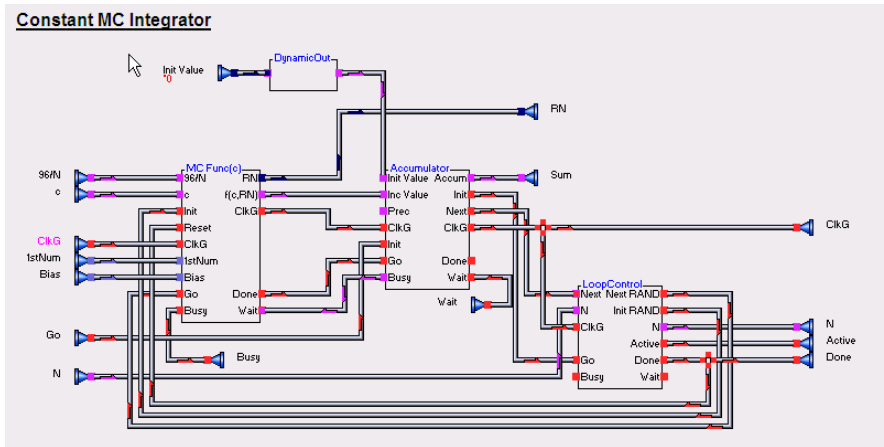 Constant MC Integrator
DynamicOut
Init Value
"0
RN
MC Func(c)
96/N RN
c f(c,RN)
Init ClkG
Reset
ClkG
1stNum
Bias
Go Done
Busy Wait
Accumulator
Init Value Accum
Inc Value Init
Prec Next
ClkG ClkG
Init
Go Done
Busy Wait
96/N
c
ClkG
1stNum
Bias
Go
N
Busy
Sum
ClkG
Wait
LoopControl
Next Next RAND
N Init RAND
ClkG N
Active
Go Done
Busy Wait
N
Active
Done